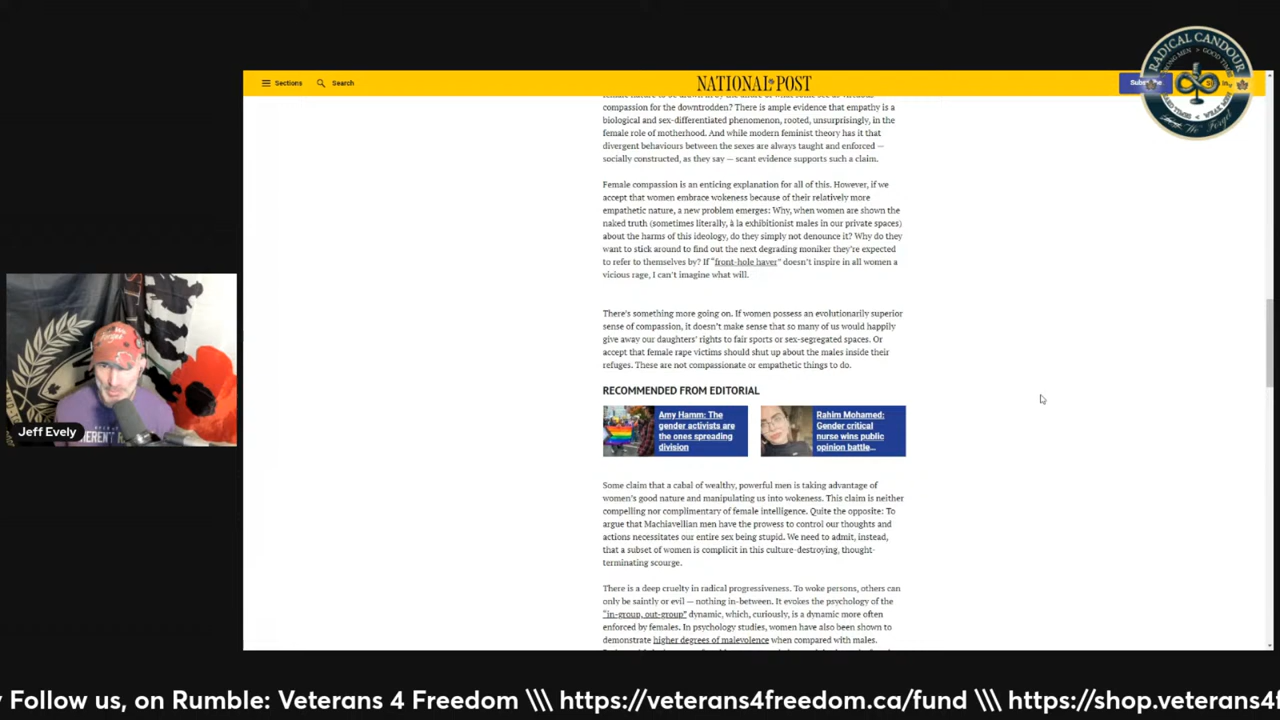 Sections
Search
NATIONAL POST
RADICAL CANDOUR
compassion for the downtrodden? There is ample evidence that empathy is a
biological and sex-differentiated phenomenon, rooted, unsurprisingly, in the
female role of motherhood. And while modern feminist theory has it that
divergent behaviours between the sexes are always taught and enforced —
socially constructed, as they say — scant evidence supports such a claim.
Female compassion is an enticing explanation for all of this. However, if we
accept that women embrace wokeness because of their relatively more
empathetic nature, a new problem emerges: Why, when women are shown the
naked truth (sometimes literally, à la exhibitionist males in our private spaces)
about the harms of this ideology, do they simply not denounce it? Why do they
want to stick around to find out the next degrading moniker they're expected
to refer to themselves by? If "front-hole haver" doesn't inspire in all women a
vicious rage, I can't imagine what will.
There's something more going on. If women possess an evolutionarily superior
sense of compassion, it doesn't make sense that so many of us would happily
give away our daughters' rights to fair sports or sex-segregated spaces. Or
accept that female rape victims should shut up about the males inside their
refuges. These are not compassionate or empathetic things to do.
RECOMMENDED FROM EDITORIAL
Amy Hamm: The
gender activists are
the ones spreading
division
Rahim Mohamed:
Gender critical
nurse wins public
opinion battle...
Jeff Evely
Some claim that a cabal of wealthy, powerful men is taking advantage of
women's good nature and manipulating us into wokeness. This claim is neither
compelling nor complimentary of female intelligence. Quite the opposite: To
argue that Machiavellian men have the prowess to control our thoughts and
actions necessitates our entire sex being stupid. We need to admit, instead,
that a subset of women is complicit in this culture-destroying, thought-
terminating scourge.
There is a deep cruelty in radical progressiveness. To woke persons, others can
only be saintly or evil — nothing in-between. It evokes the psychology of the
"in-group, out-group" dynamic, which, curiously, is a dynamic more often
enforced by females. In psychology studies, women have also been shown to
demonstrate higher degrees of malevolence when compared with males.
y Follow us, on Rumble: Veterans 4 Freedom \\\ https://veterans4freedom.ca/fund \\\ https://shop.veterans4f